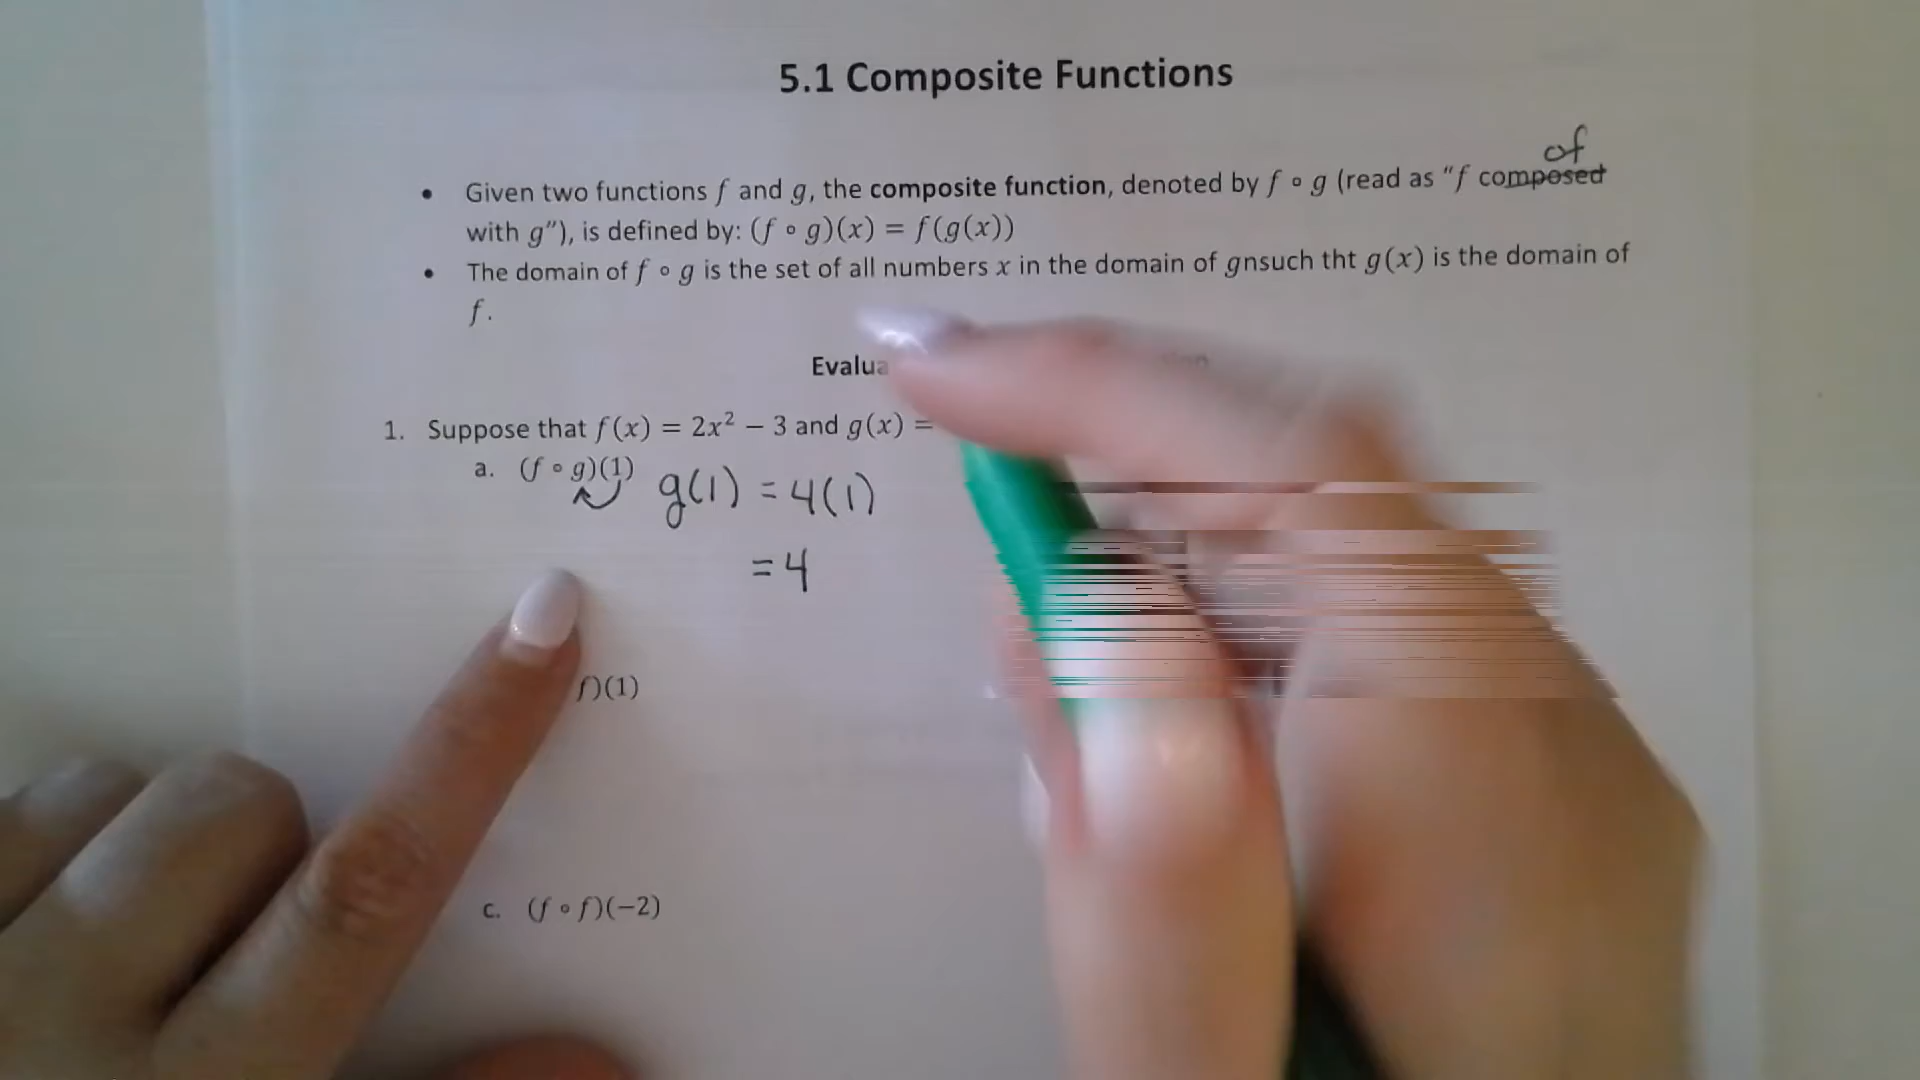 5.1 Composite Functions
of
• Given two functions f and g, the composite function, denoted by f ∘ g (read as "f composed
with g"), is defined by: (f ∘ g)(x) = f(g(x))
• The domain of f ∘ g is the set of all numbers x in the domain of gnsuch tht g(x) is the domain of
f.
Evalua
1. Suppose that f(x) = 2x² − 3 and g(x) =
a. (f ∘ g)(1) g(1) = 4(1)
= 4
f)(1)
c. (f ∘ f)(−2)